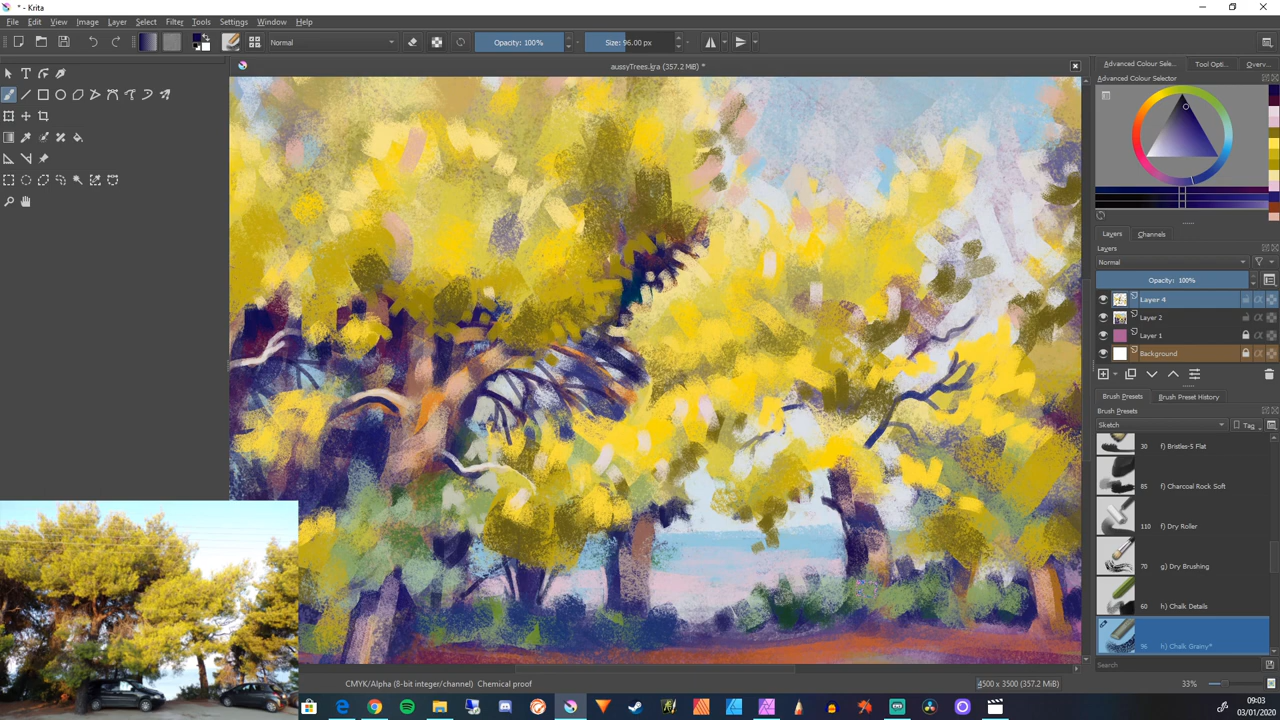 * - Krita
File Edit View Image Layer Select Filter Tools Settings Window Help
Normal Opacity: 100% Size: 96.00 px
aussyTrees.kra (357.2 MiB) *
Advanced Colour Sele... Tool Opti... Overv...
Advanced Colour Selector
Layers Channels
Layers
Normal
Opacity: 100%
Layer 4
Layer 2
Layer 1
Background
Brush Presets Brush Preset History
Brush Presets
Sketch Tag
30 f) Bristles-5 Flat
85 f) Charcoal Rock Soft
110 f) Dry Roller
70 g) Dry Brushing
60 h) Chalk Details
96 h) Chalk Grainy*
Search
CMYK/Alpha (8-bit integer/channel) Chemical proof 4500 x 3500 (357.2 MiB) 33%
09:03
03/01/2020